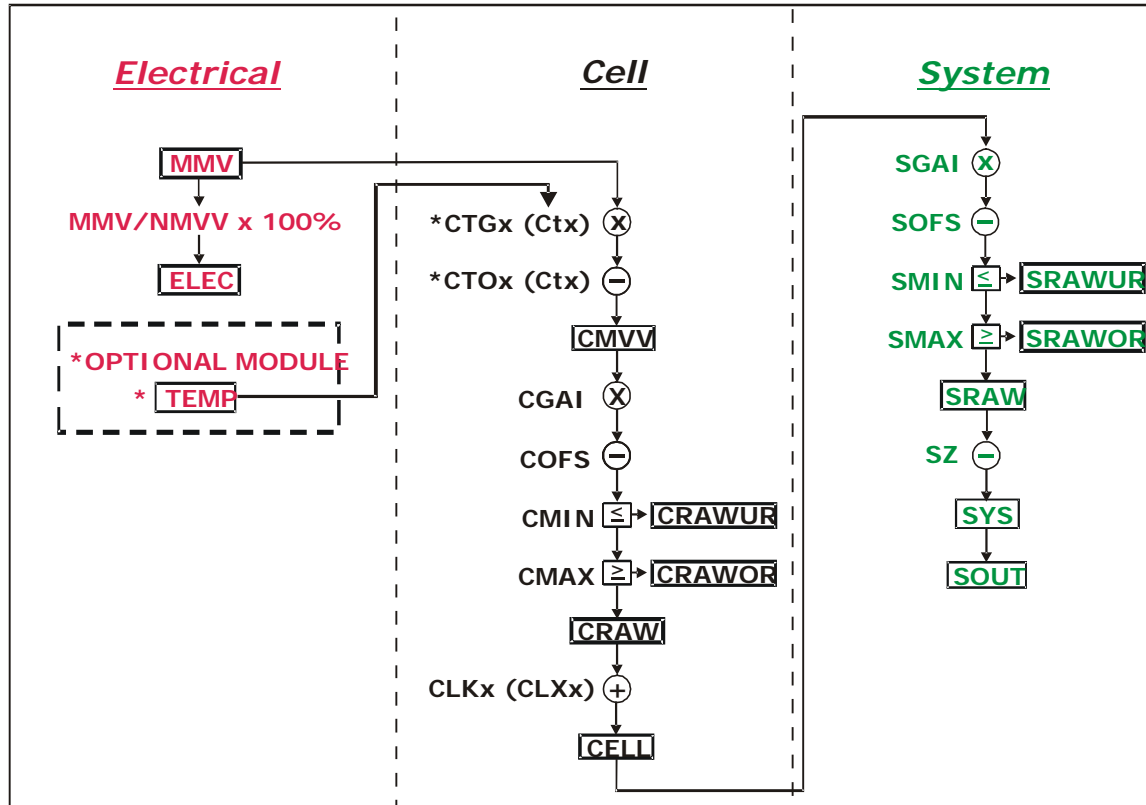 Electrical
MMV
MMV/NMVV x 100%
ELEC
*OPTIONAL MODULE
* TEMP
Cell
*CTGx (Ctx) X
*CTOx (Ctx) −
CMVV
CGAI X
COFS −
CMIN ≤ CRAWUR
CMAX ≥ CRAWOR
CRAW
CLKx (CLXx) +
CELL
System
SGAI X
SOFS −
SMIN ≤ SRAWUR
SMAX ≥ SRAWOR
SRAW
SZ −
SYS
SOUT